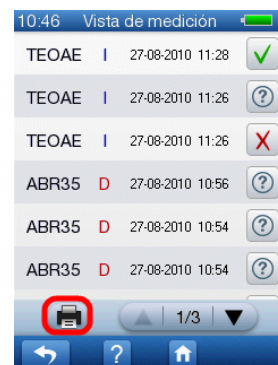 10:46 Vista de medición
TEOAE I 27-08-2010 11:28
TEOAE I 27-08-2010 11:26 ?
TEOAE I 27-08-2010 11:26 X
ABR35 D 27-08-2010 10:56 ?
ABR35 D 27-08-2010 10:54 ?
ABR35 D 27-08-2010 10:54 ?
1/3
?